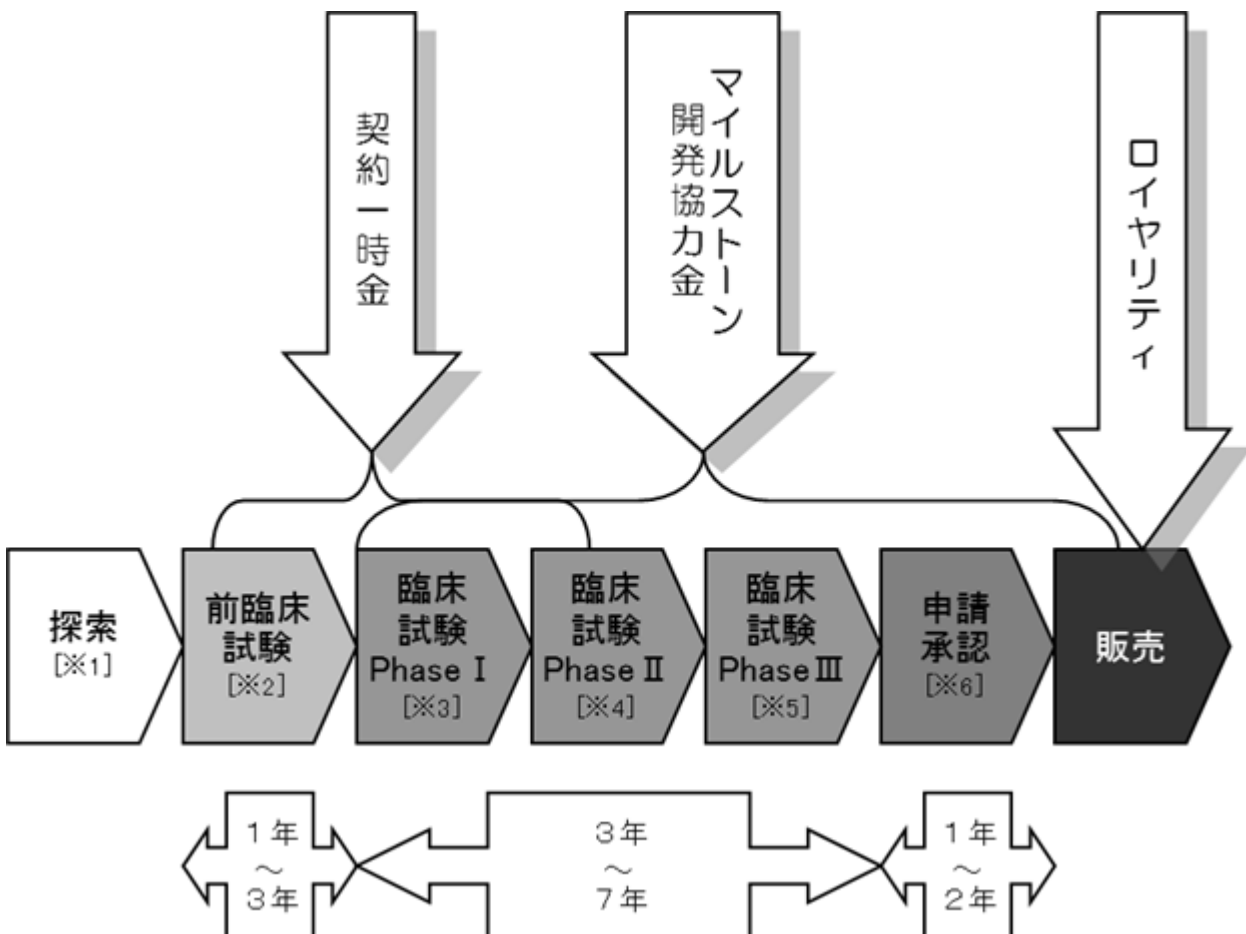 契約一時金
マイルストーン
開発協力金
ロイヤリティ
探索
[※1]
前臨床
試験
[※2]
臨床
試験
Phase Ⅰ
[※3]
臨床
試験
Phase Ⅱ
[※4]
臨床
試験
Phase Ⅲ
[※5]
申請
承認
[※6]
販売
1年
～
3年
3年
～
7年
1年
～
2年